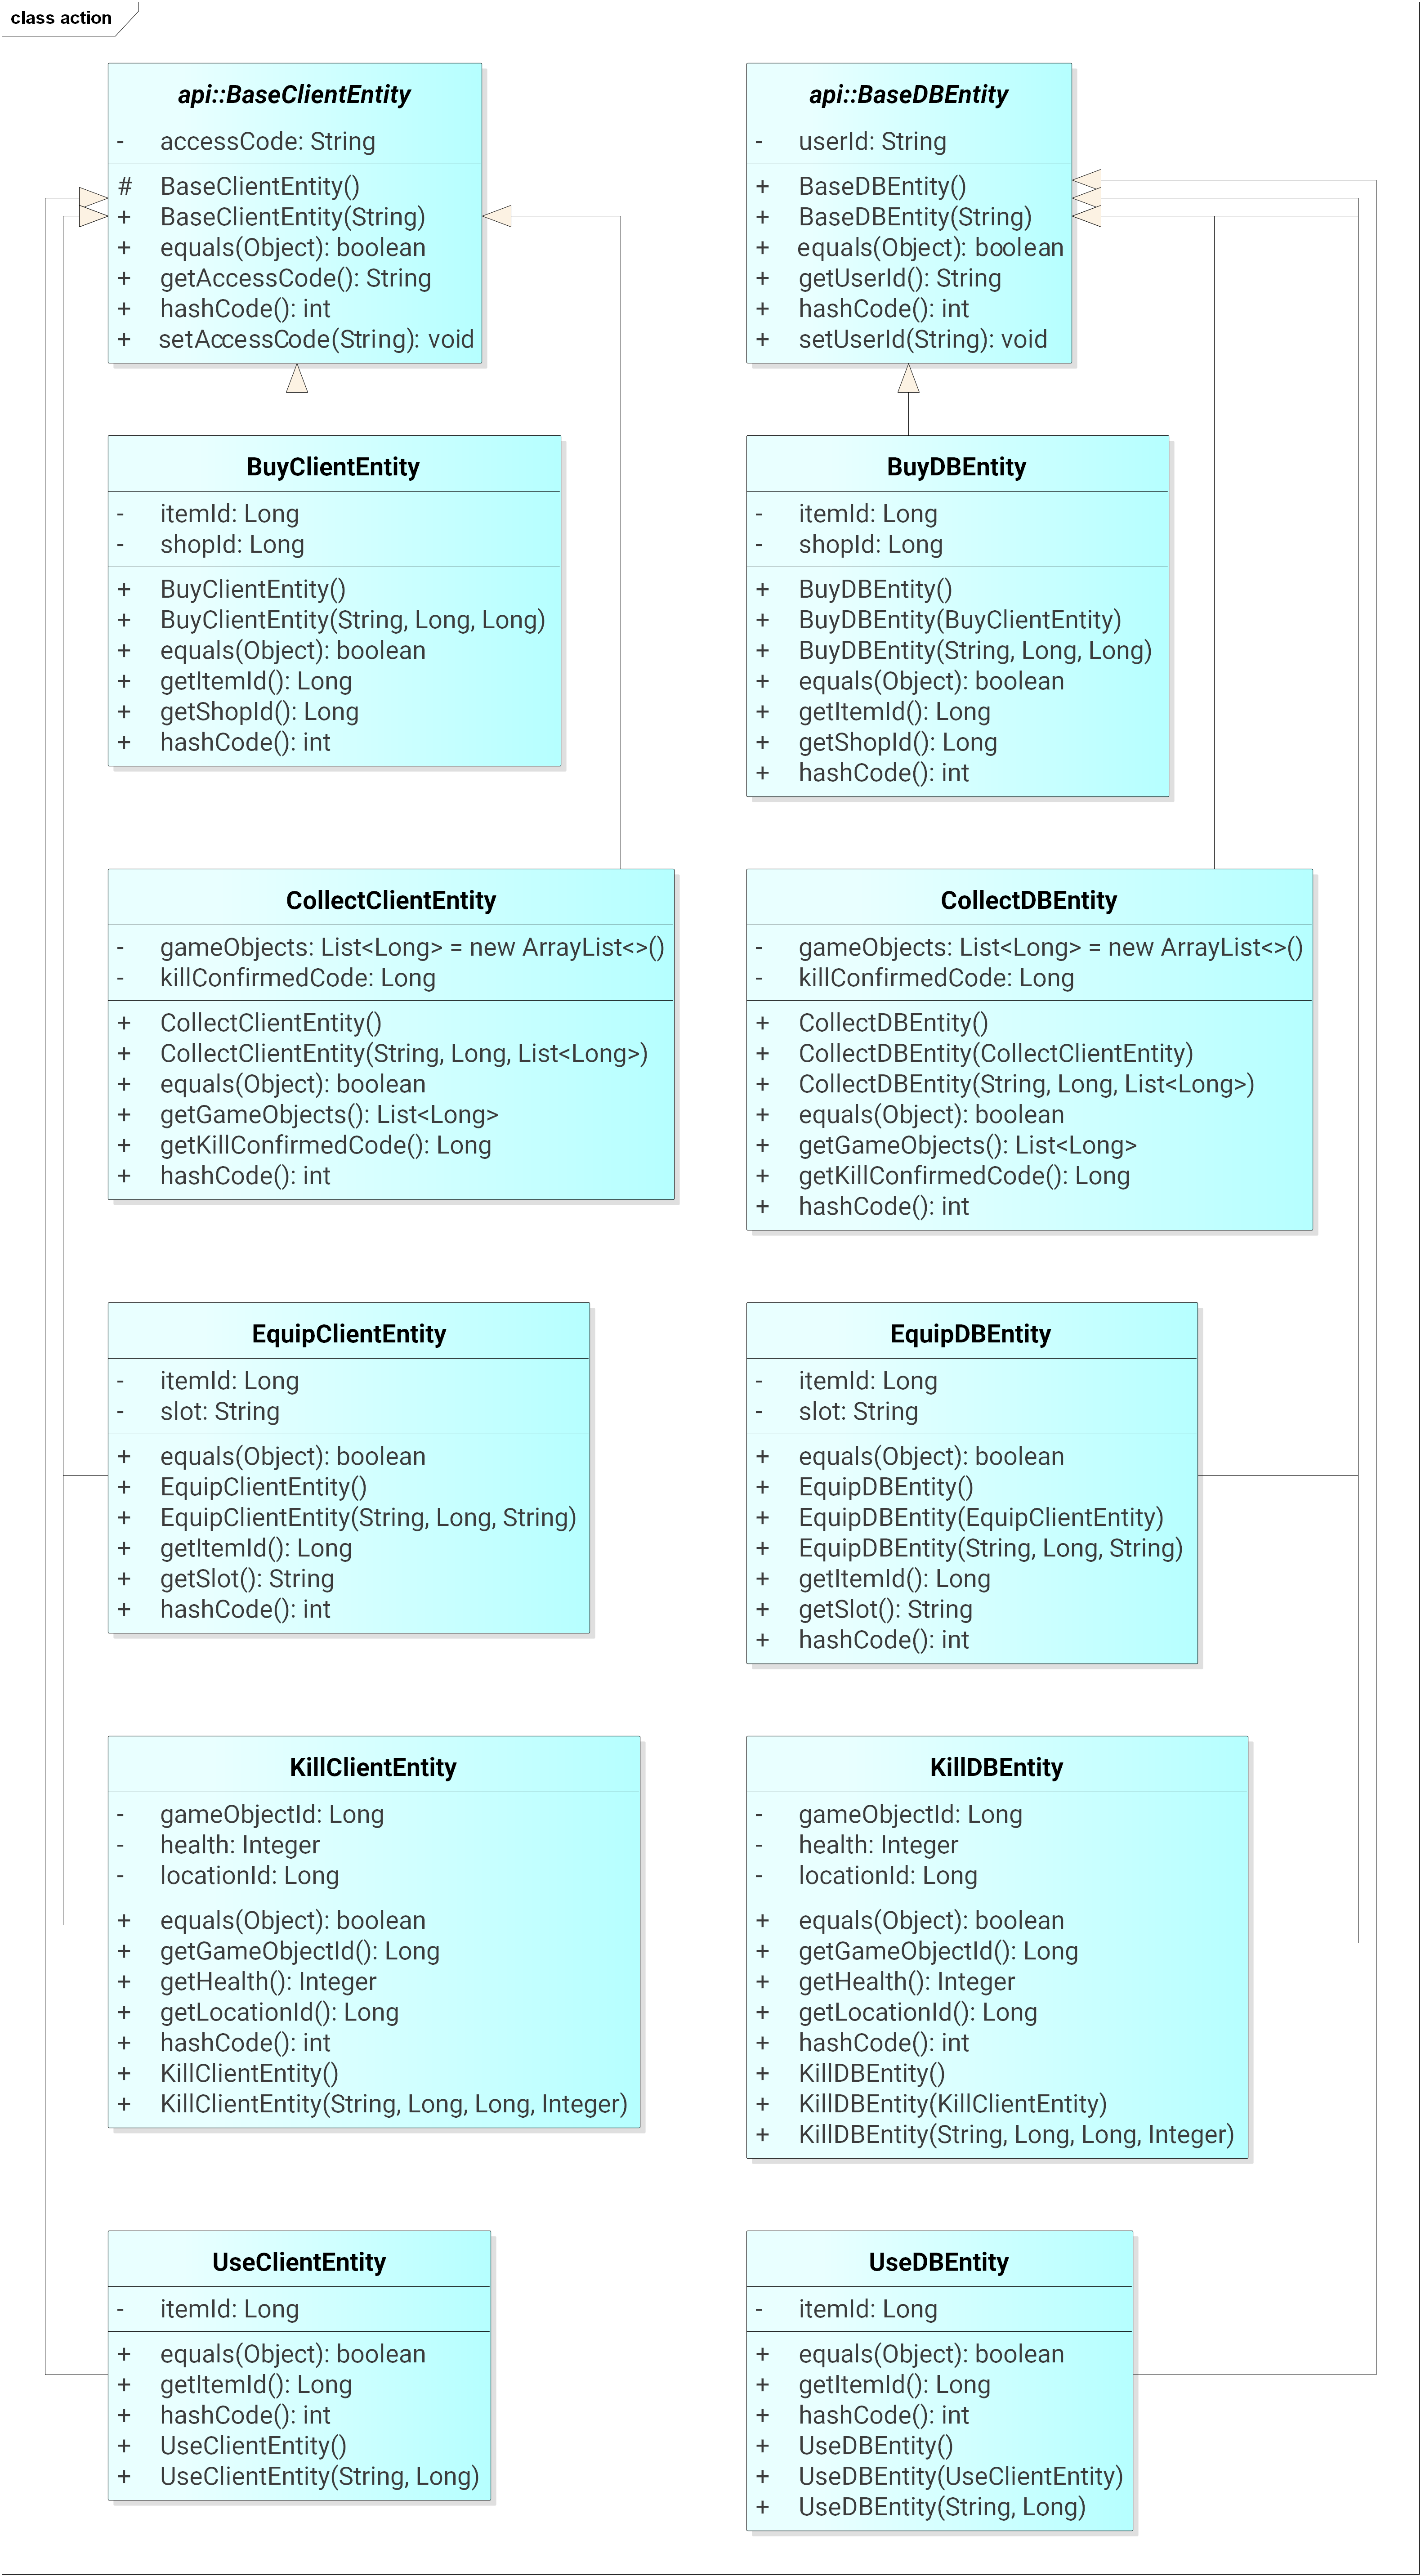 class action
api::BaseClientEntity
- accessCode: String
# BaseClientEntity()
+ BaseClientEntity(String)
+ equals(Object): boolean
+ getAccessCode(): String
+ hashCode(): int
+ setAccessCode(String): void
api::BaseDBEntity
- userId: String
+ BaseDBEntity()
+ BaseDBEntity(String)
+ equals(Object): boolean
+ getUserId(): String
+ hashCode(): int
+ setUserId(String): void
BuyClientEntity
- itemId: Long
- shopId: Long
+ BuyClientEntity()
+ BuyClientEntity(String, Long, Long)
+ equals(Object): boolean
+ getItemId(): Long
+ getShopId(): Long
+ hashCode(): int
BuyDBEntity
- itemId: Long
- shopId: Long
+ BuyDBEntity()
+ BuyDBEntity(BuyClientEntity)
+ BuyDBEntity(String, Long, Long)
+ equals(Object): boolean
+ getItemId(): Long
+ getShopId(): Long
+ hashCode(): int
CollectClientEntity
- gameObjects: List<Long> = new ArrayList<>()
- killConfirmedCode: Long
+ CollectClientEntity()
+ CollectClientEntity(String, Long, List<Long>)
+ equals(Object): boolean
+ getGameObjects(): List<Long>
+ getKillConfirmedCode(): Long
+ hashCode(): int
CollectDBEntity
- gameObjects: List<Long> = new ArrayList<>()
- killConfirmedCode: Long
+ CollectDBEntity()
+ CollectDBEntity(CollectClientEntity)
+ CollectDBEntity(String, Long, List<Long>)
+ equals(Object): boolean
+ getGameObjects(): List<Long>
+ getKillConfirmedCode(): Long
+ hashCode(): int
EquipClientEntity
- itemId: Long
- slot: String
+ equals(Object): boolean
+ EquipClientEntity()
+ EquipClientEntity(String, Long, String)
+ getItemId(): Long
+ getSlot(): String
+ hashCode(): int
EquipDBEntity
- itemId: Long
- slot: String
+ equals(Object): boolean
+ EquipDBEntity()
+ EquipDBEntity(EquipClientEntity)
+ EquipDBEntity(String, Long, String)
+ getItemId(): Long
+ getSlot(): String
+ hashCode(): int
KillClientEntity
- gameObjectId: Long
- health: Integer
- locationId: Long
+ equals(Object): boolean
+ getGameObjectId(): Long
+ getHealth(): Integer
+ getLocationId(): Long
+ hashCode(): int
+ KillClientEntity()
+ KillClientEntity(String, Long, Long, Integer)
KillDBEntity
- gameObjectId: Long
- health: Integer
- locationId: Long
+ equals(Object): boolean
+ getGameObjectId(): Long
+ getHealth(): Integer
+ getLocationId(): Long
+ hashCode(): int
+ KillDBEntity()
+ KillDBEntity(KillClientEntity)
+ KillDBEntity(String, Long, Long, Integer)
UseClientEntity
- itemId: Long
+ equals(Object): boolean
+ getItemId(): Long
+ hashCode(): int
+ UseClientEntity()
+ UseClientEntity(String, Long)
UseDBEntity
- itemId: Long
+ equals(Object): boolean
+ getItemId(): Long
+ hashCode(): int
+ UseDBEntity()
+ UseDBEntity(UseClientEntity)
+ UseDBEntity(String, Long)